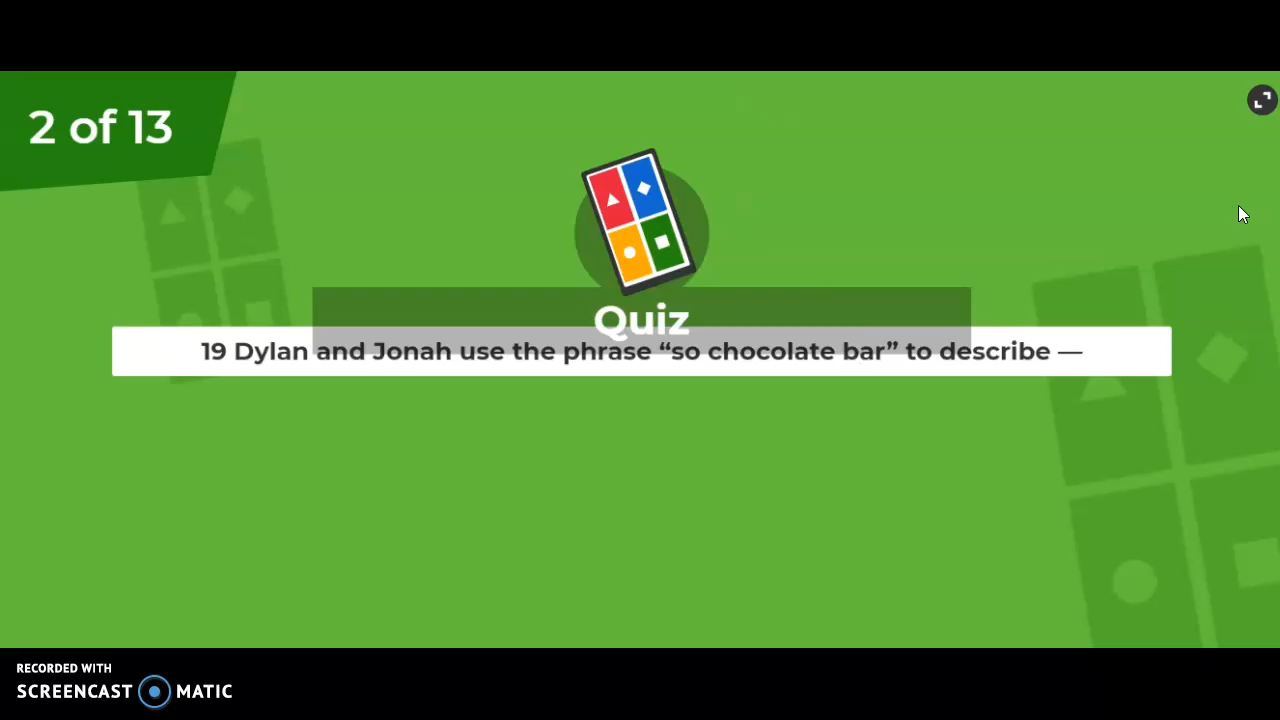 2 of 13
Quiz
19 Dylan and Jonah use the phrase “so chocolate bar” to describe —
RECORDED WITH
SCREENCAST MATIC